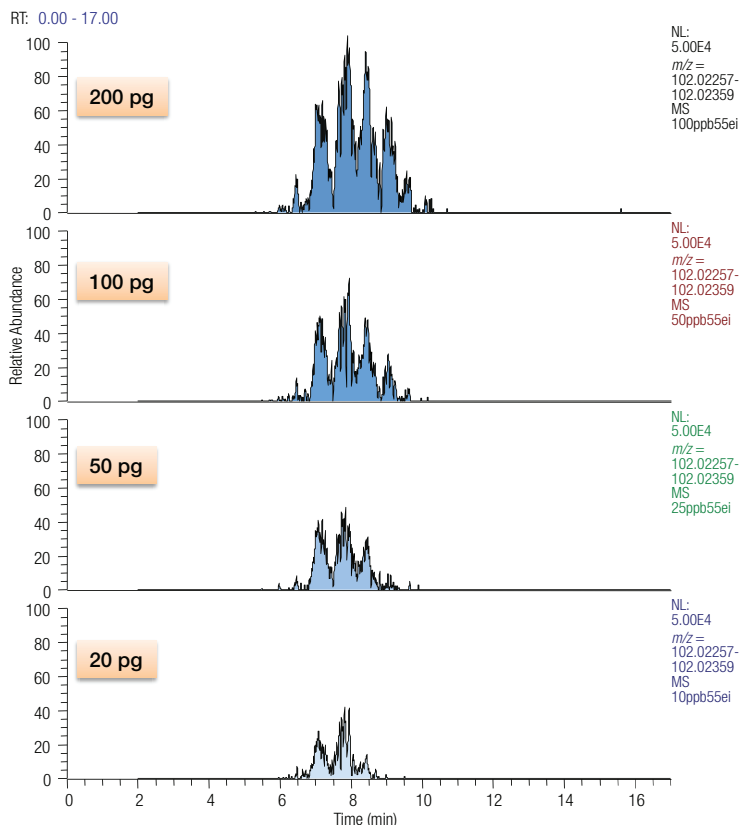 RT: 0.00 - 17.00
Relative Abundance
100
80
60
40
20
0
200 pg
NL:
5.00E4
m/z =
102.02257-
102.02359
MS
100ppb55ei
100
80
60
40
20
0
100 pg
NL:
5.00E4
m/z =
102.02257-
102.02359
MS
50ppb55ei
100
80
60
40
20
0
50 pg
NL:
5.00E4
m/z =
102.02257-
102.02359
MS
25ppb55ei
100
80
60
40
20
0
20 pg
NL:
5.00E4
m/z =
102.02257-
102.02359
MS
10ppb55ei
0 2 4 6 8 10 12 14 16
Time (min)